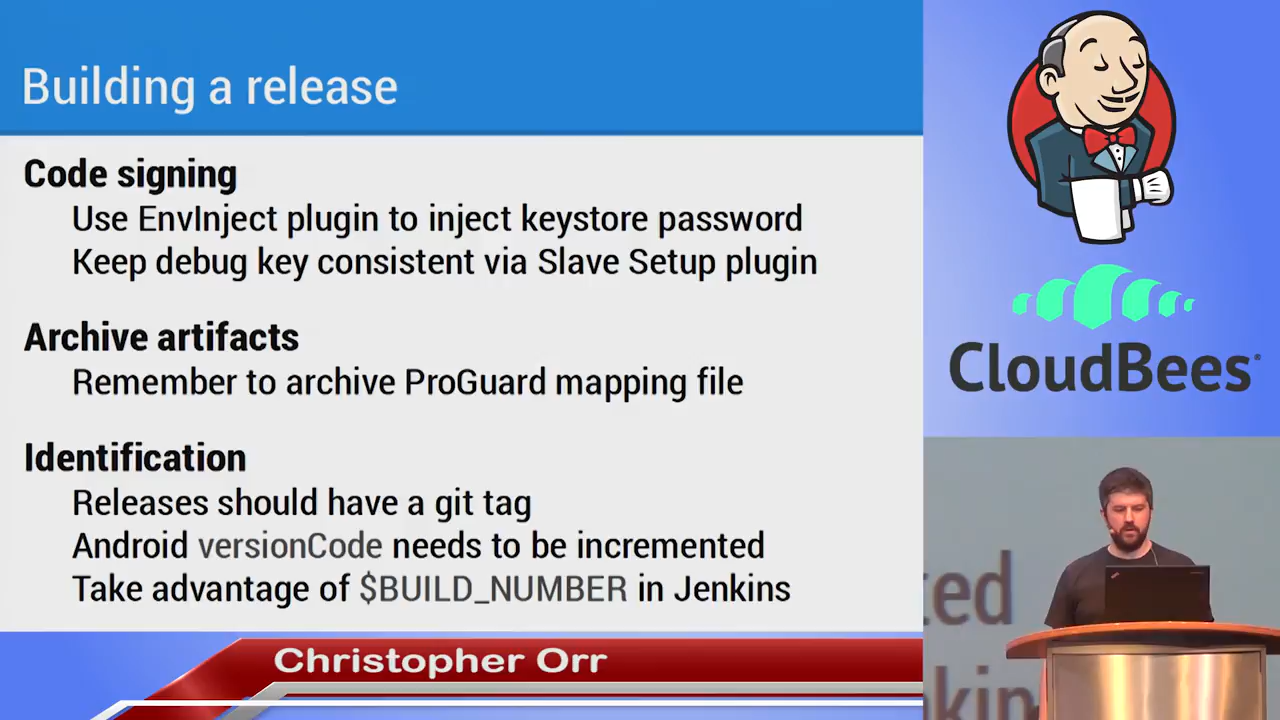 Building a release
Code signing
Use EnvInject plugin to inject keystore password
Keep debug key consistent via Slave Setup plugin
Archive artifacts
Remember to archive ProGuard mapping file
Identification
Releases should have a git tag
Android versionCode needs to be incremented
Take advantage of $BUILD_NUMBER in Jenkins
Christopher Orr
CloudBees®